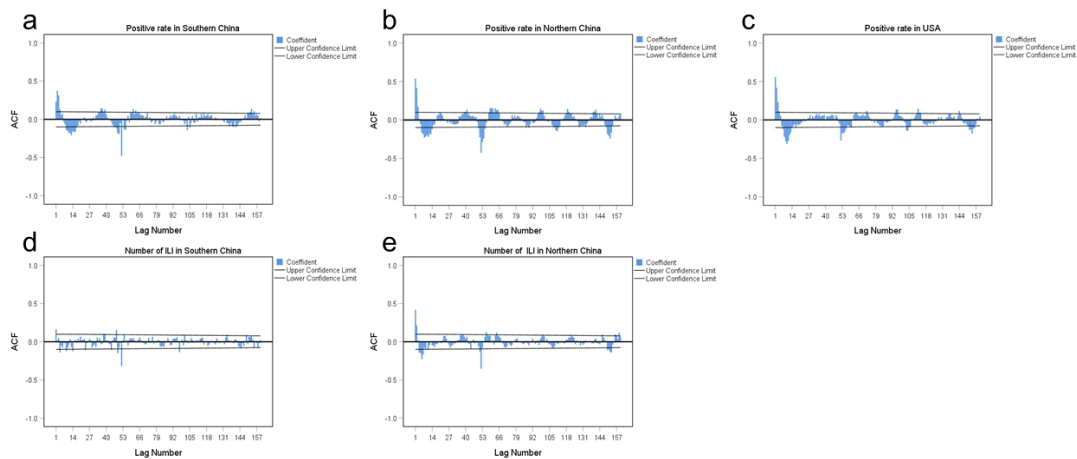 a
Positive rate in Southern China
1.0
0.5
0.0
-0.5
-1.0
ACF
1 14 27 40 53 66 79 92 105 118 131 144 157
Lag Number
Coeffident
Upper Confidence Limit
Lower Confidence Limit
b
Positive rate in Northern China
1.0
0.5
0.0
-0.5
-1.0
ACF
1 14 27 40 53 66 79 92 105 118 131 144 157
Lag Number
Coeffident
Upper Confidence Limit
Lower Confidence Limit
c
Positive rate in USA
1.0
0.5
0.0
-0.5
-1.0
ACF
1 14 27 40 53 66 79 92 105 118 131 144 157
Lag Number
Coeffident
Upper Confidence Limit
Lower Confidence Limit
d
Number of ILI in Southern China
1.0
0.5
0.0
-0.5
-1.0
ACF
1 14 27 40 53 66 79 92 105 118 131 144 157
Lag Number
Coeffident
Upper Confidence Limit
Lower Confidence Limit
e
Number of ILI in Northern China
1.0
0.5
0.0
-0.5
-1.0
ACF
1 14 27 40 53 66 79 92 105 118 131 144 157
Lag Number
Coeffident
Upper Confidence Limit
Lower Confidence Limit